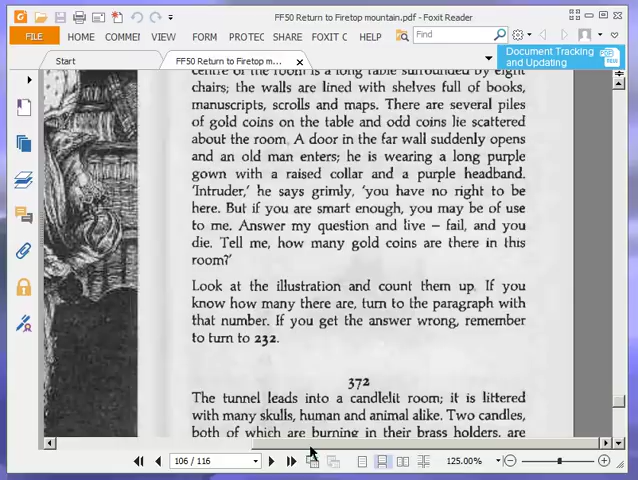 FF50 Return to Firetop mountain.pdf - Foxit Reader
FILE HOME COMMEI FORM PROTEC SHARE FOXIT C HELP Find
Document Tracking
and Updating
Start FF50 Return to Firetop m...
centre of the room is a long table surrounded by eight
chairs; the walls are lined with shelves full of books,
manuscripts, scrolls and maps. There are several piles
of gold coins on the table and odd coins lie scattered
about the room. A door in the far wall suddenly opens
and an old man enters; he is wearing a long purple
gown with a raised collar and a purple headband.
'Intruder,' he says grimly, 'you have no right to be
here. But if you are smart enough, you may be of use
to me. Answer my question and live – fail, and you
die. Tell me, how many gold coins are there in this
room?'
Look at the illustration and count them up. If you
know how many there are, turn to the paragraph with
that number. If you get the answer wrong, remember
to turn to 232.
372
The tunnel leads into a candlelit room; it is littered
with many skulls, human and animal alike. Two candles,
both of which are burning in their brass holders, are
106 / 116 125.00%